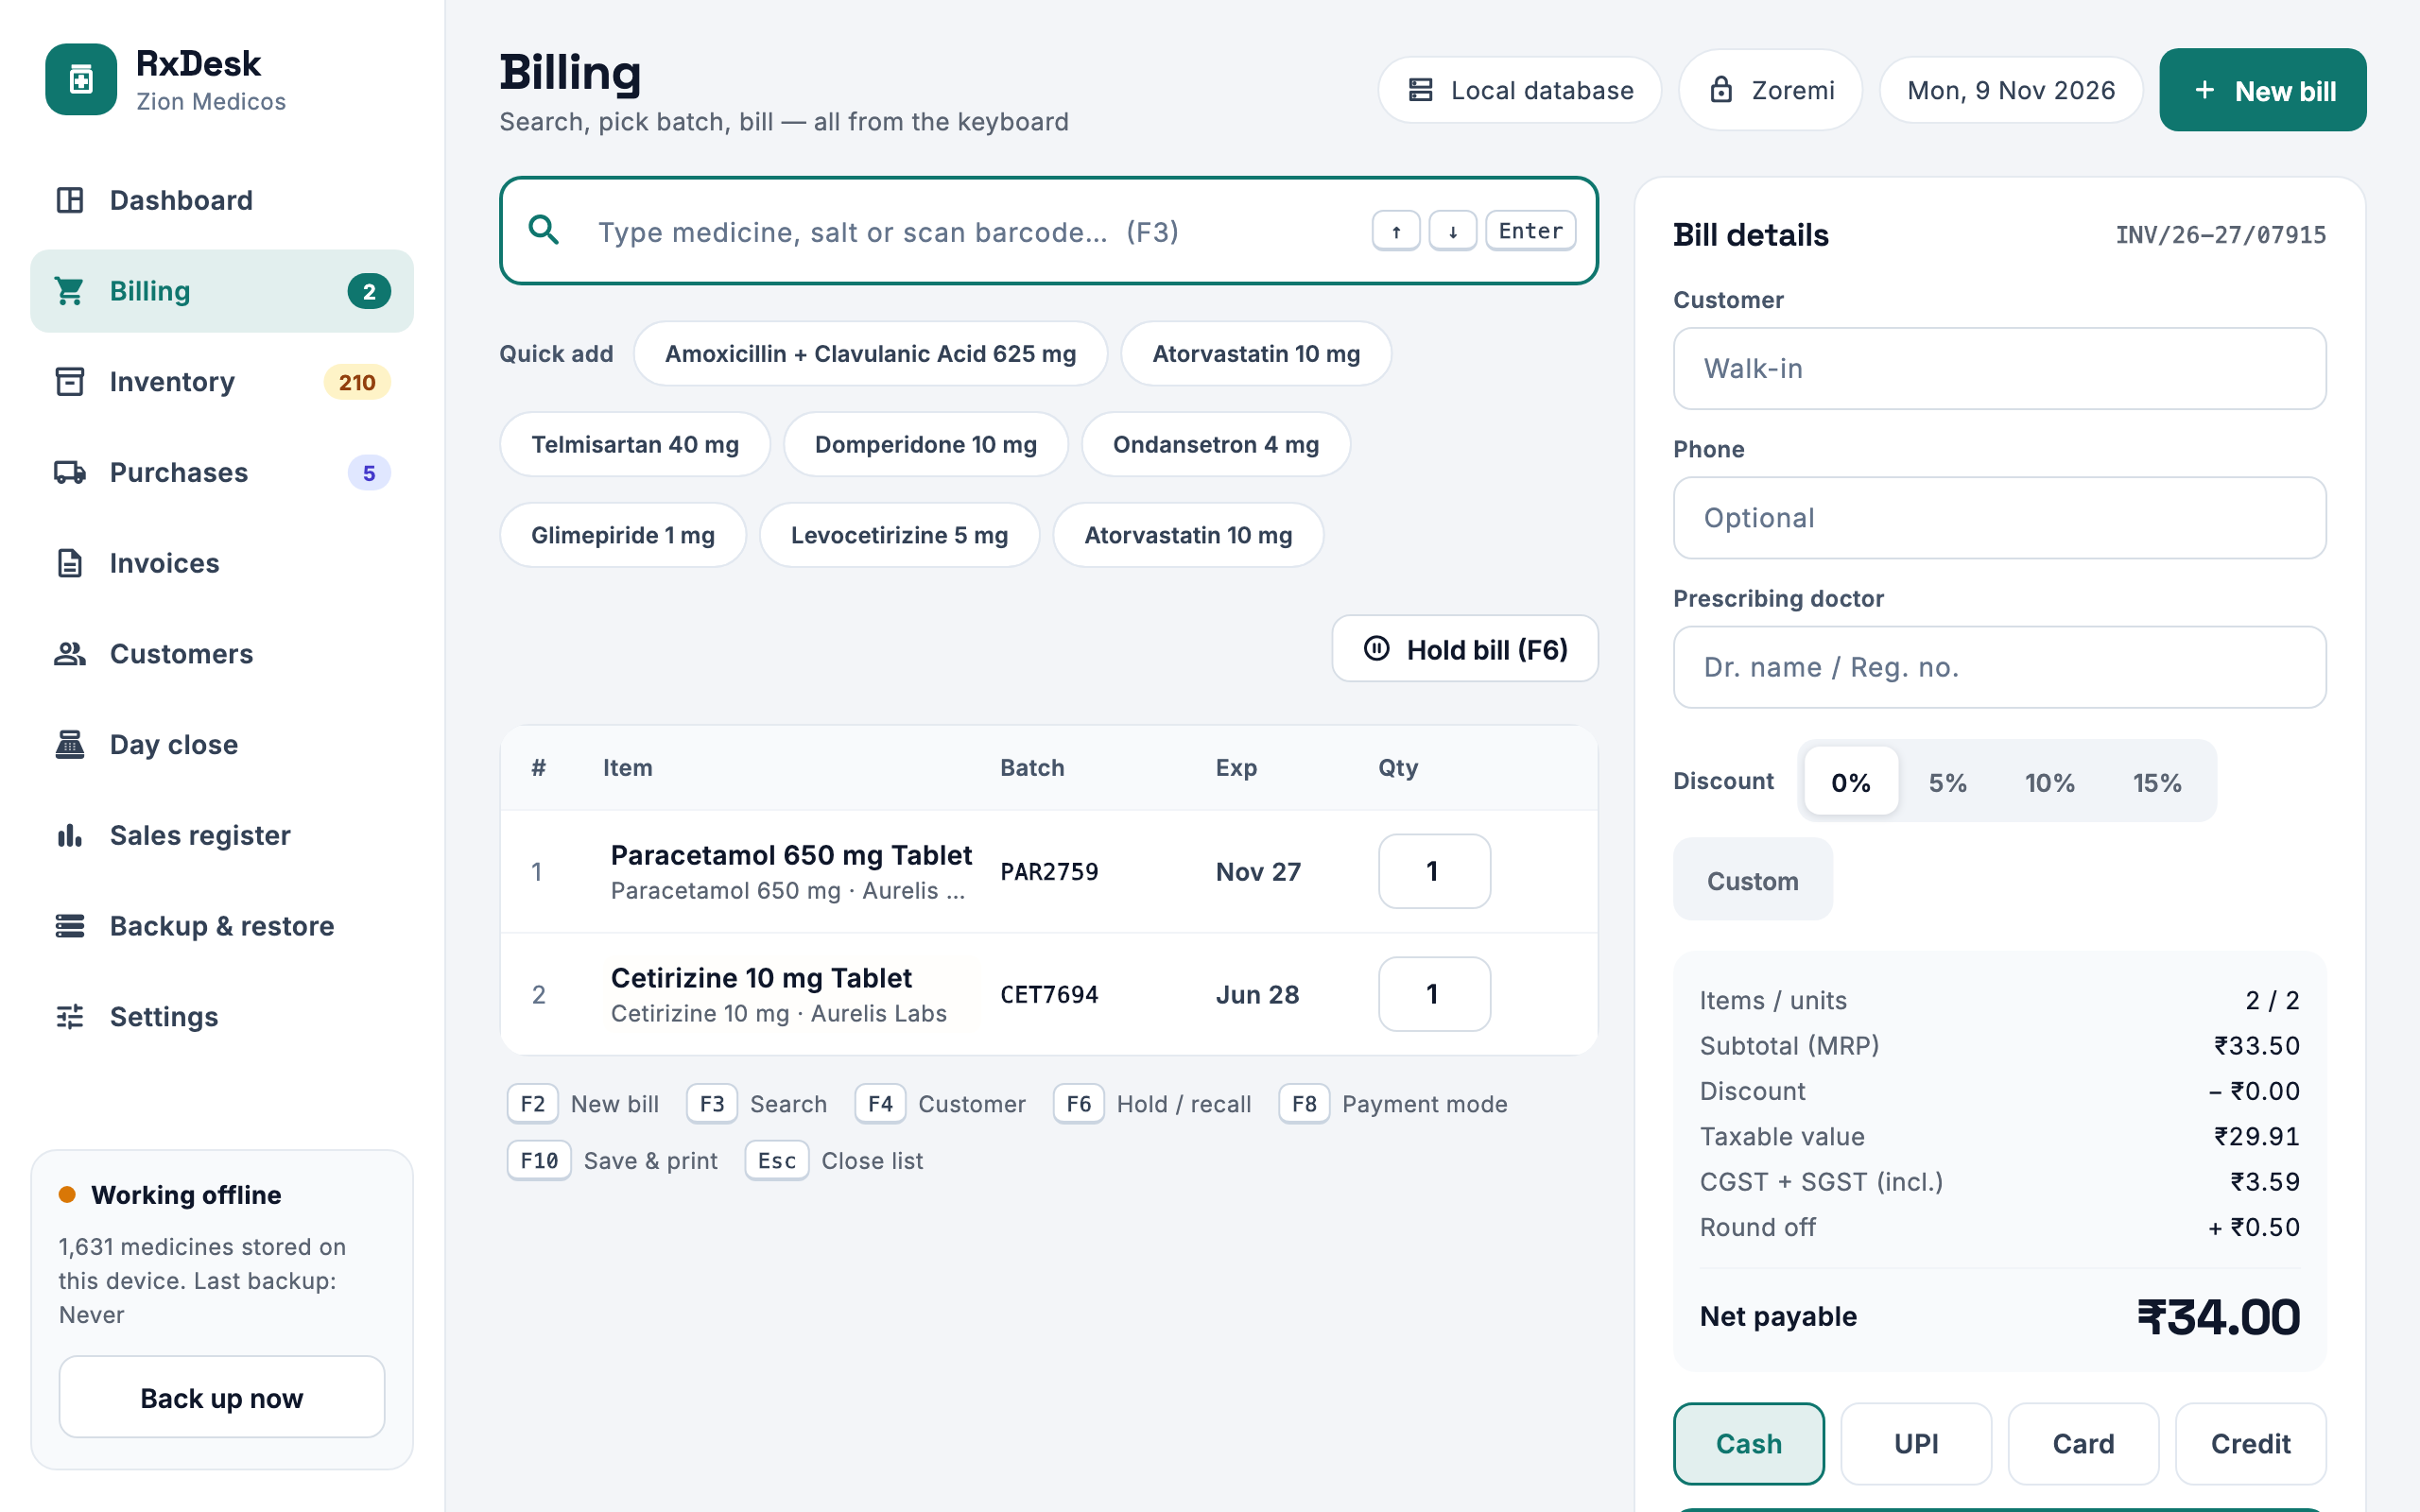 RxDesk
Zion Medicos
Dashboard
Billing 2
Inventory 210
Purchases 5
Invoices
Customers
Day close
Sales register
Backup & restore
Settings
Working offline
1,631 medicines stored on
this device. Last backup:
Never
Back up now
Billing
Search, pick batch, bill — all from the keyboard
Local database
Zoremi
Mon, 9 Nov 2026
+ New bill
Type medicine, salt or scan barcode... (F3) ↑ ↓ Enter
Quick add Amoxicillin + Clavulanic Acid 625 mg Atorvastatin 10 mg
Telmisartan 40 mg Domperidone 10 mg Ondansetron 4 mg
Glimepiride 1 mg Levocetirizine 5 mg Atorvastatin 10 mg
Hold bill (F6)
# Item Batch Exp Qty
1 Paracetamol 650 mg Tablet PAR2759 Nov 27 1
Paracetamol 650 mg · Aurelis ...
2 Cetirizine 10 mg Tablet CET7694 Jun 28 1
Cetirizine 10 mg · Aurelis Labs
F2 New bill F3 Search F4 Customer F6 Hold / recall F8 Payment mode
F10 Save & print Esc Close list
Bill details INV/26-27/07915
Customer
Walk-in
Phone
Optional
Prescribing doctor
Dr. name / Reg. no.
Discount 0% 5% 10% 15%
Custom
Items / units 2 / 2
Subtotal (MRP) ₹33.50
Discount – ₹0.00
Taxable value ₹29.91
CGST + SGST (incl.) ₹3.59
Round off + ₹0.50
Net payable ₹34.00
Cash UPI Card Credit